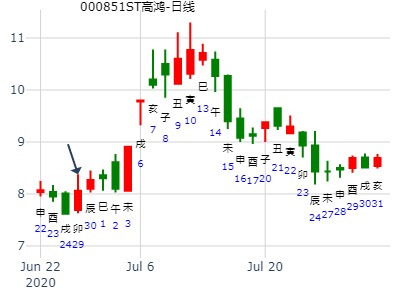 000851ST高鸿-日线
11
10
9
8
7
申
22
酉
23
戌
24
卯
29
辰
30
巳
1
午
2
未
3
戌
6
亥
7
子
8
丑
9
寅
10
巳
13
午
14
未
15
申
16
酉
17
子
20
丑
21
寅
22
卯
23
辰
24
未
27
申
28
酉
29
戌
30
亥
31
Jun 22
2020
Jul 6
Jul 20